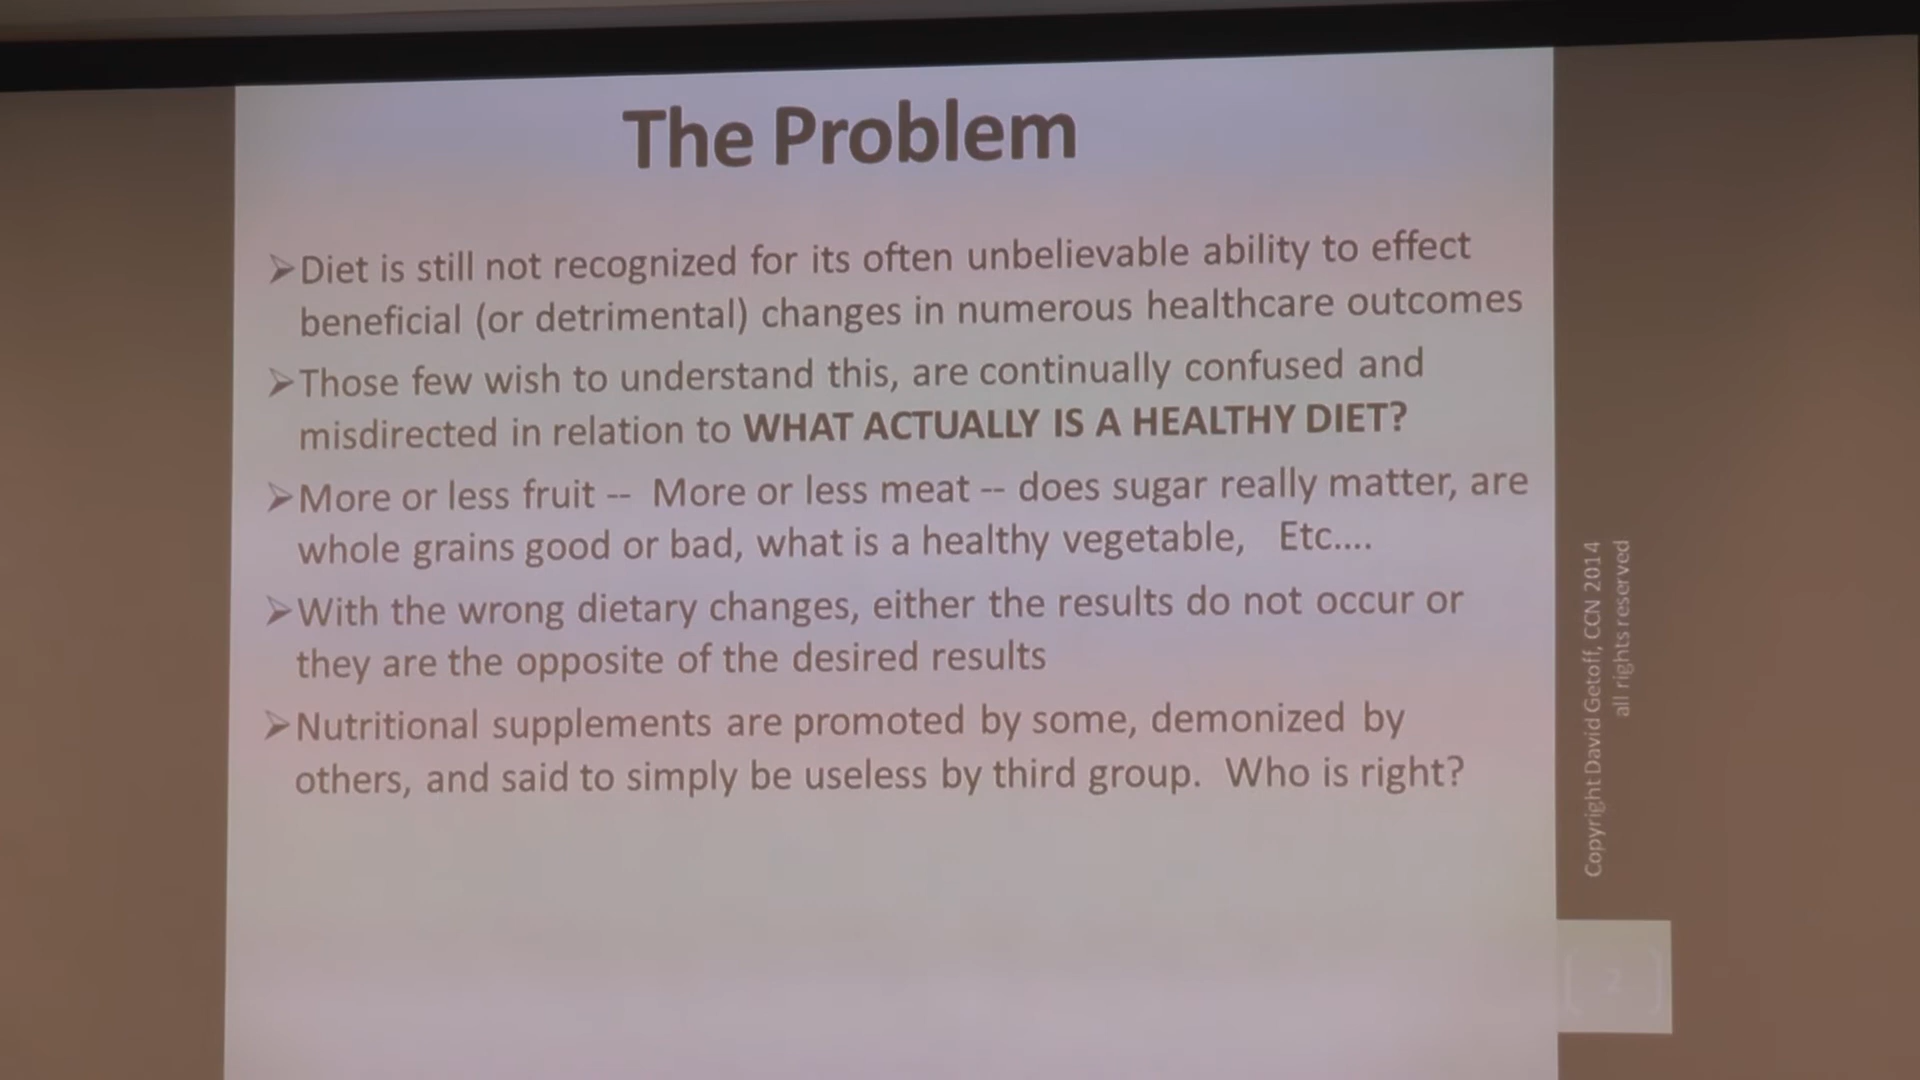 The Problem
➢Diet is still not recognized for its often unbelievable ability to effect
beneficial (or detrimental) changes in numerous healthcare outcomes
➢Those few wish to understand this, are continually confused and
misdirected in relation to WHAT ACTUALLY IS A HEALTHY DIET?
➢More or less fruit -- More or less meat -- does sugar really matter, are
whole grains good or bad, what is a healthy vegetable, Etc....
➢With the wrong dietary changes, either the results do not occur or
they are the opposite of the desired results
➢Nutritional supplements are promoted by some, demonized by
others, and said to simply be useless by third group. Who is right?
Copyright David Getoff, CCN 2014
all rights reserved
2